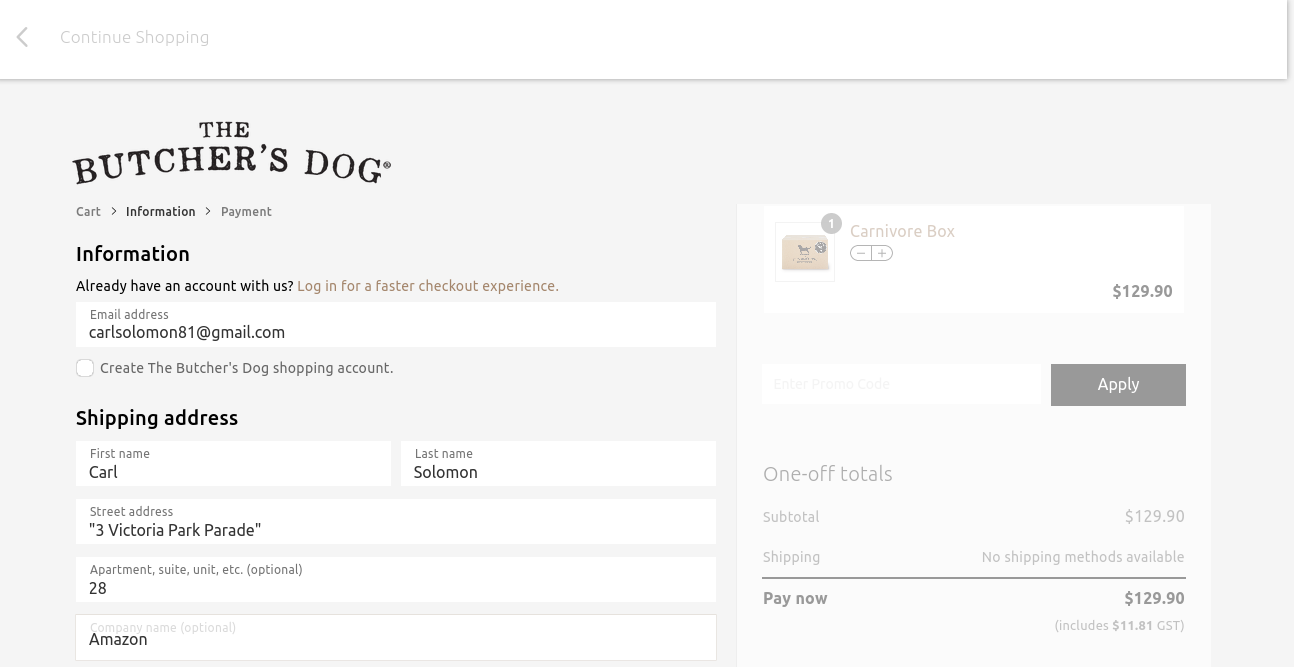 Continue Shopping
THE
BUTCHER'S DOG®
Cart > Information > Payment
Information
Already have an account with us? Log in for a faster checkout experience.
Email address
carlsolomon81@gmail.com
Create The Butcher's Dog shopping account.
Shipping address
First name
Carl
Last name
Solomon
Street address
"3 Victoria Park Parade"
Apartment, suite, unit, etc. (optional)
28
Company name (optional)
Amazon
1
Carnivore Box
− +
$129.90
Enter Promo Code
Apply
One-off totals
Subtotal $129.90
Shipping No shipping methods available
Pay now $129.90
(includes $11.81 GST)